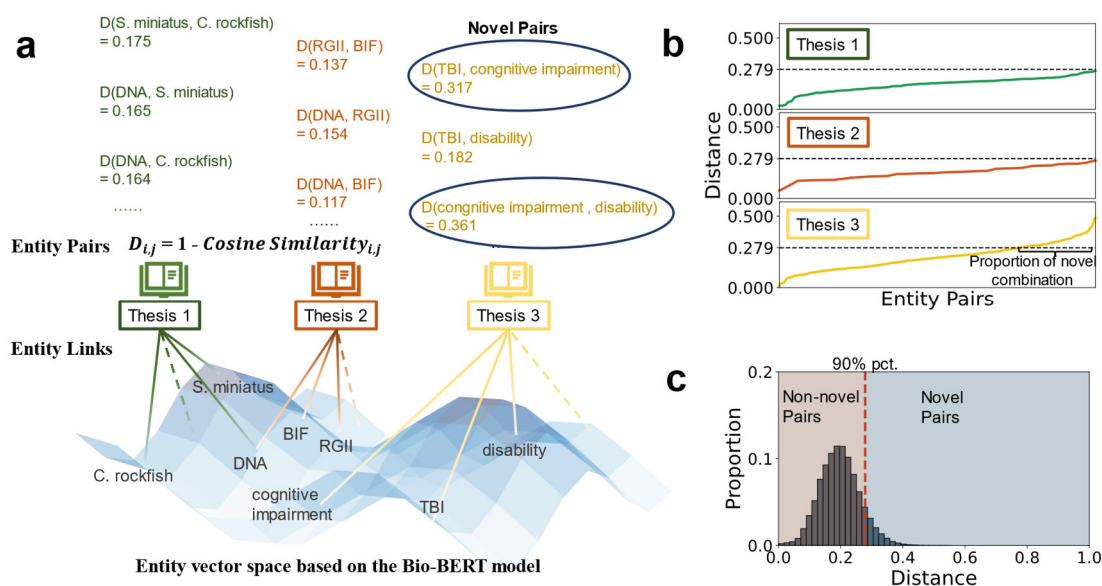 a
D(S. miniatus, C. rockfish)
= 0.175
D(DNA, S. miniatus)
= 0.165
D(DNA, C. rockfish)
= 0.164
......
D(RGII, BIF)
= 0.137
D(DNA, RGII)
= 0.154
D(DNA, BIF)
= 0.117
......
Novel Pairs
D(TBI, congnitive impairment)
= 0.317
D(TBI, disability)
= 0.182
D(congnitive impairment , disability)
= 0.361
...
Entity Pairs
D_{i,j} = 1 - Cosine Similarity_{i,j}
Thesis 1
Thesis 2
Thesis 3
Entity Links
S. miniatus
BIF
RGII
disability
C. rockfish
DNA
cognitive
impairment
TBI
Entity vector space based on the Bio-BERT model
b
0.500
Thesis 1
0.279
0.000
0.500
Thesis 2
0.279
0.000
0.500
Thesis 3
0.279
0.000
Proportion of novel
combination
Distance
Entity Pairs
c
90% pct.
0.2
Non-novel
Pairs
Novel
Pairs
0.1
0.0
Proportion
0.0 0.2 0.4 0.6 0.8 1.0
Distance